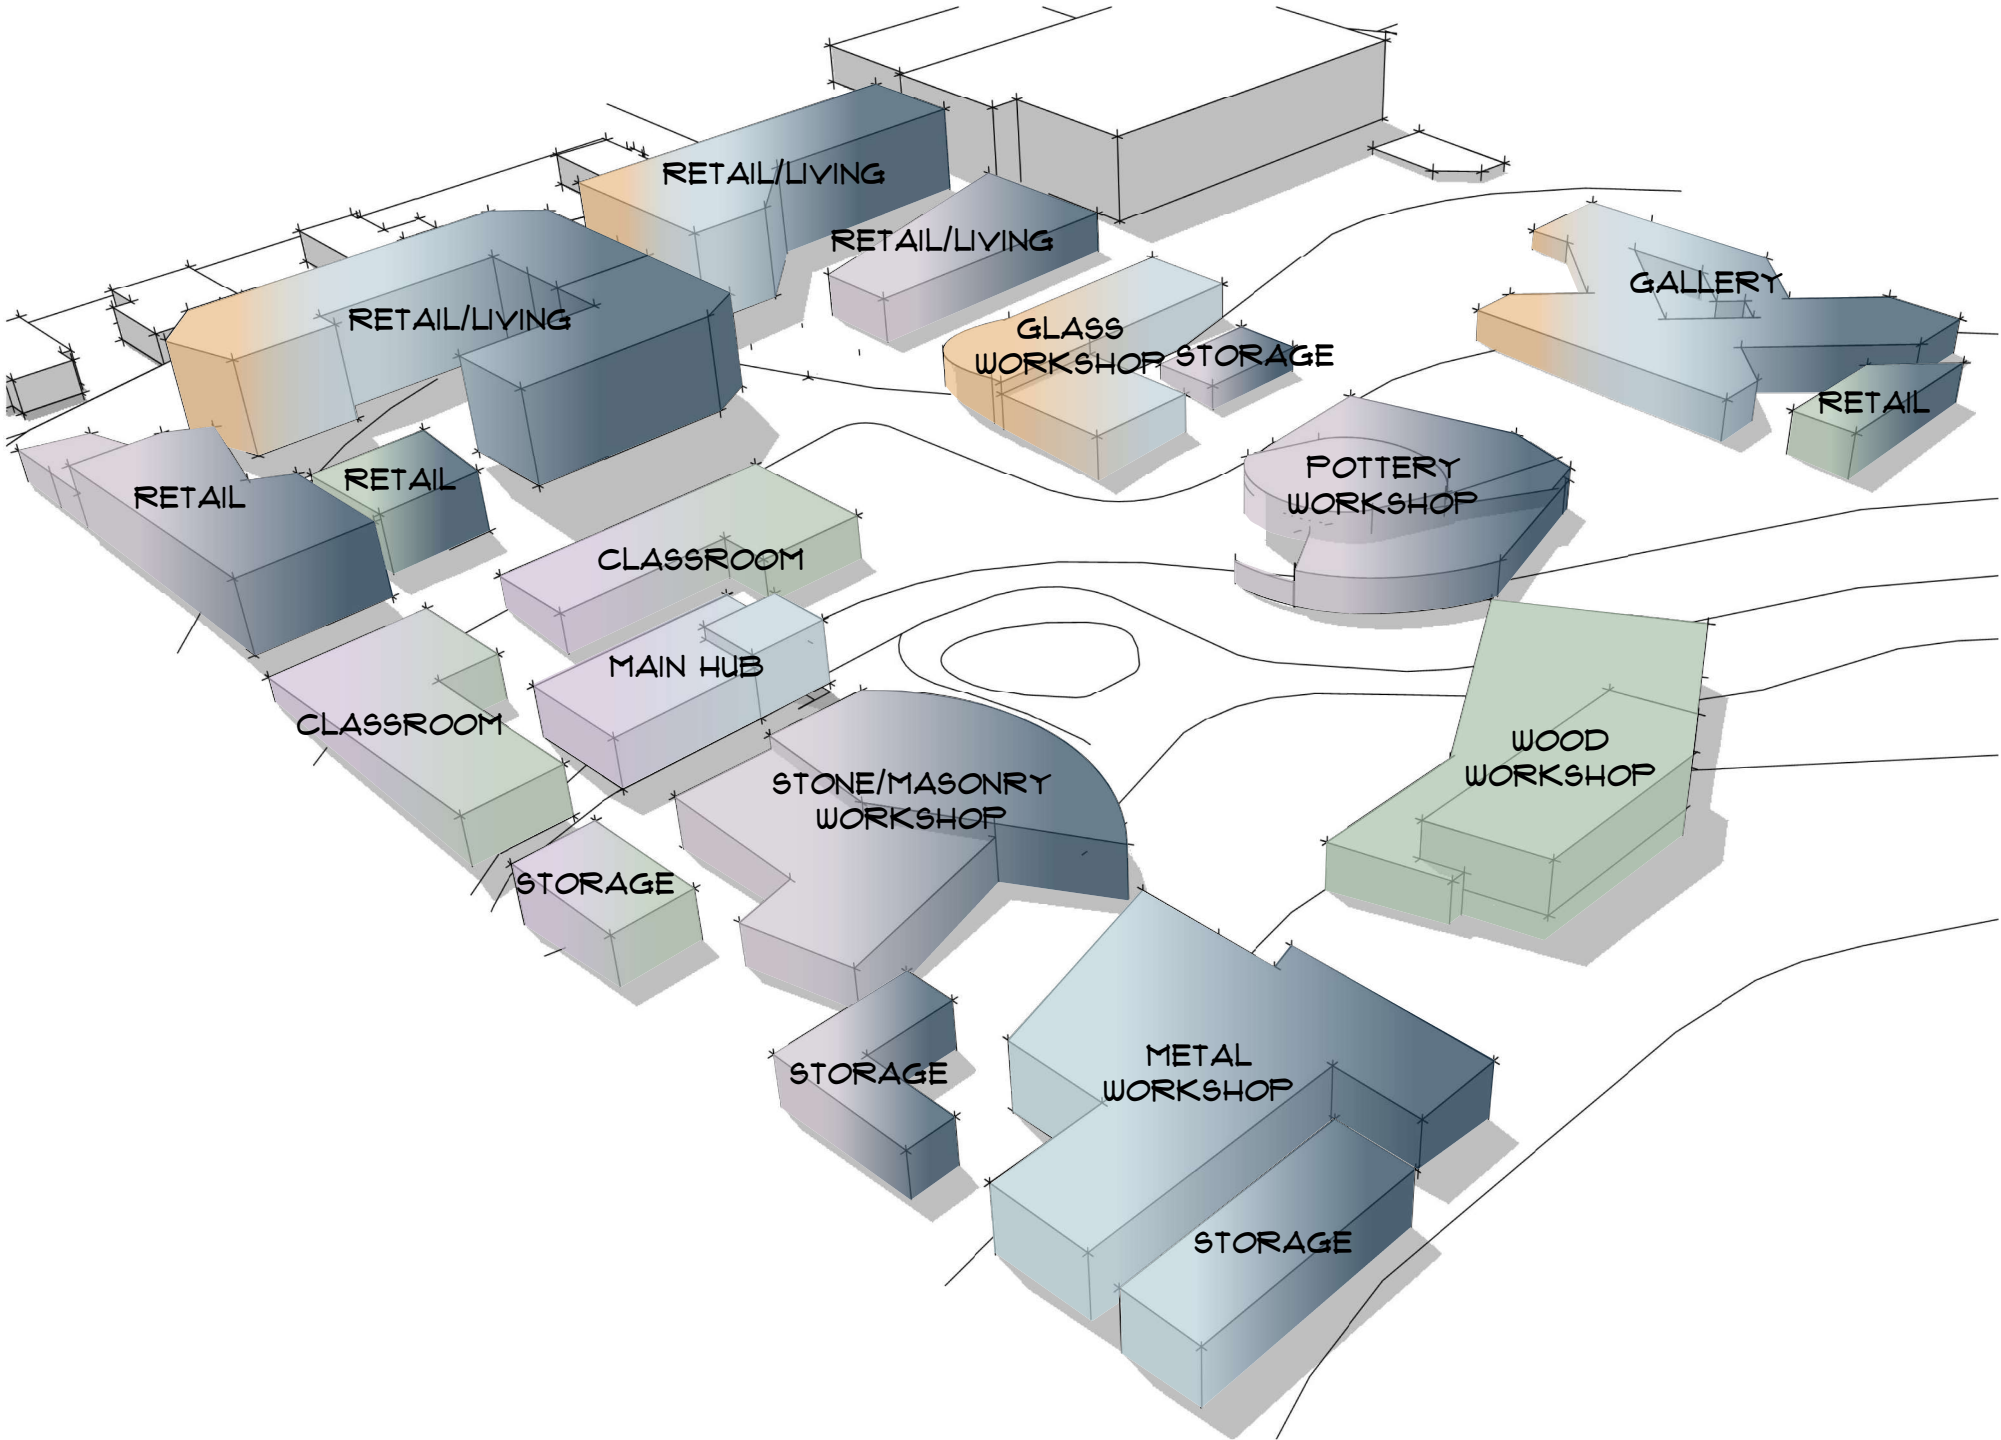 RETAIL/LIVING
RETAIL/LIVING
RETAIL/LIVING
GALLERY
GLASS
WORKSHOP
STORAGE
RETAIL
RETAIL
RETAIL
POTTERY
WORKSHOP
CLASSROOM
MAIN HUB
CLASSROOM
WOOD
WORKSHOP
STONE/MASONRY
WORKSHOP
STORAGE
STORAGE
METAL
WORKSHOP
STORAGE